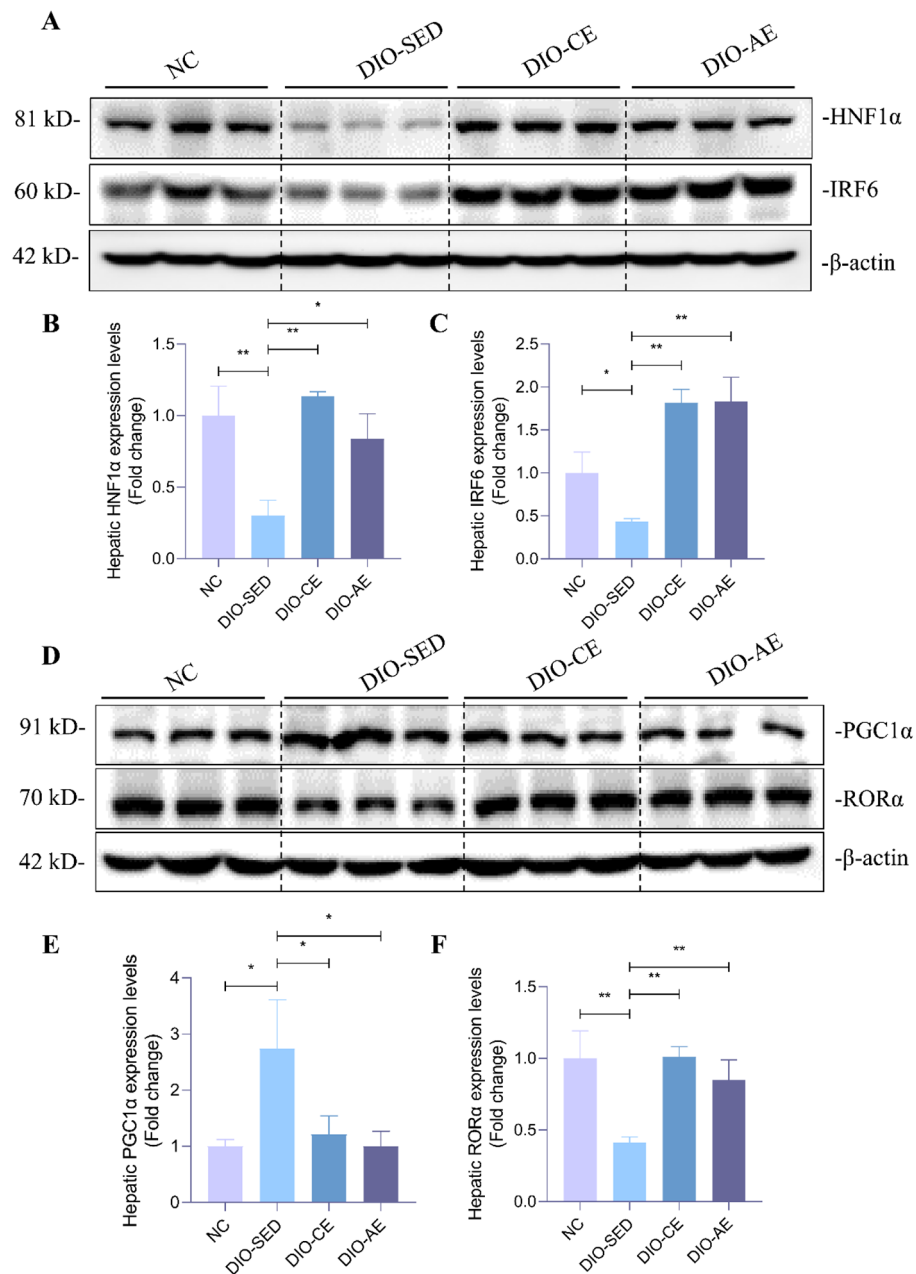 A
NC DIO-SED DIO-CE DIO-AE
81 kD- -HNF1α
60 kD- -IRF6
42 kD- -β-actin
B
Hepatic HNF1α expression levels
(Fold change)
1.5
1.0
0.5
0.0
** ** *
NC DIO-SED DIO-CE DIO-AE
C
Hepatic IRF6 expression levels
(Fold change)
2.5
2.0
1.5
1.0
0.5
0.0
* ** **
NC DIO-SED DIO-CE DIO-AE
D
NC DIO-SED DIO-CE DIO-AE
91 kD- -PGC1α
70 kD- -RORα
42 kD- -β-actin
E
Hepatic PGC1α expression levels
(Fold change)
4
3
2
1
0
* * *
NC DIO-SED DIO-CE DIO-AE
F
Hepatic RORα expression levels
(Fold change)
1.5
1.0
0.5
0.0
** ** **
NC DIO-SED DIO-CE DIO-AE